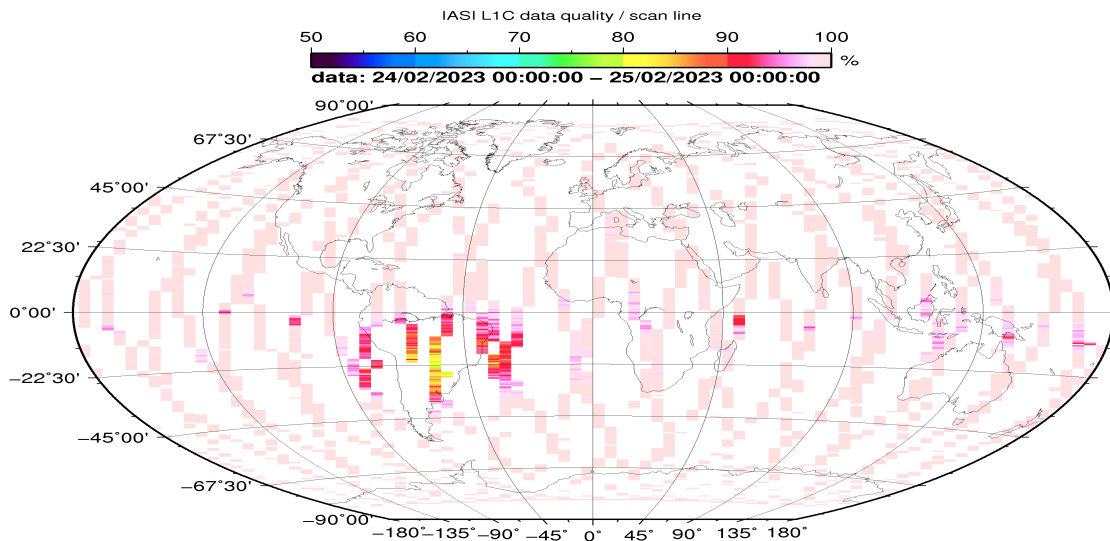 IASI L1C data quality / scan line
50 60 70 80 90 100
%
data: 24/02/2023 00:00:00 – 25/02/2023 00:00:00
90°00'
67°30'
45°00'
22°30'
0°00'
−22°30'
−45°00'
−67°30'
−90°00'
−180° −135° −90° −45° 0° 45° 90° 135° 180°